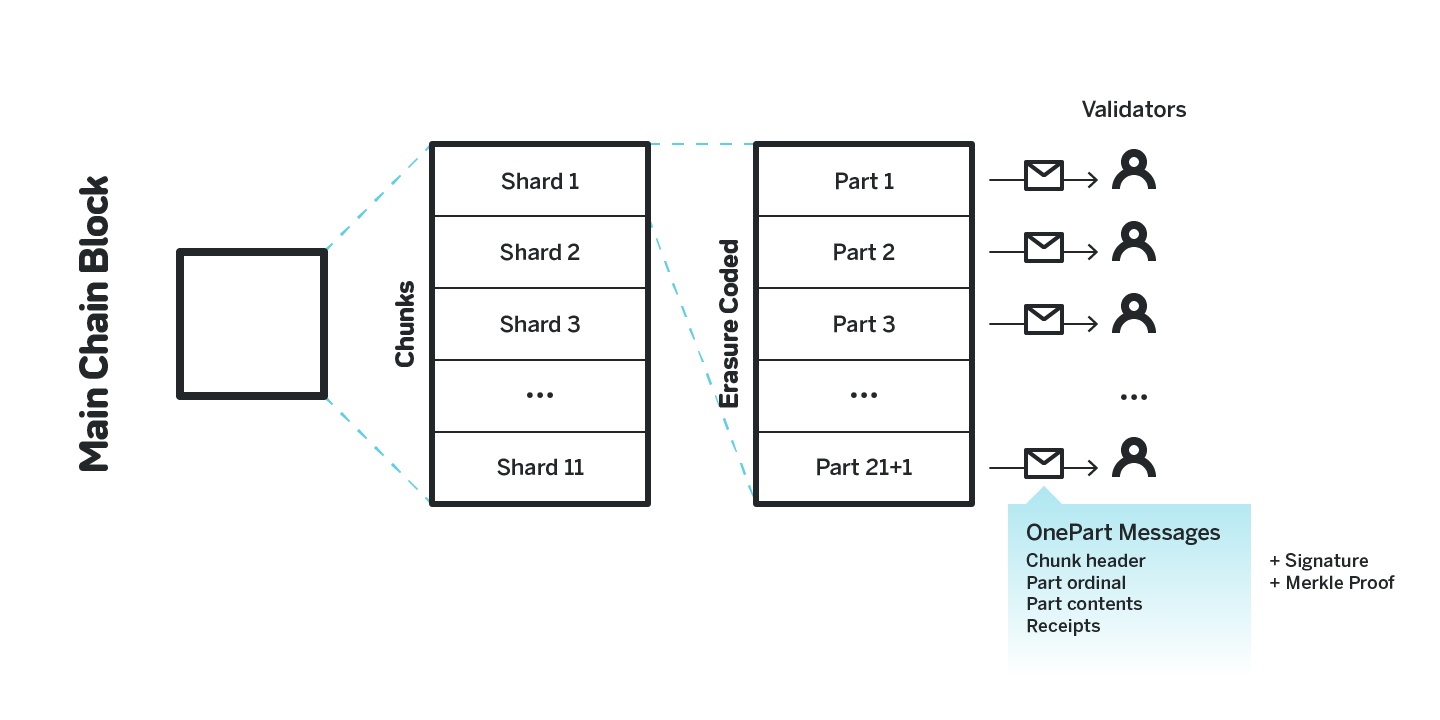 Main Chain Block
Chunks
Shard 1
Shard 2
Shard 3
...
Shard 11
Erasure Coded
Part 1
Part 2
Part 3
...
Part 21+1
Validators
...
OnePart Messages
Chunk header
Part ordinal
Part contents
Receipts
+ Signature
+ Merkle Proof